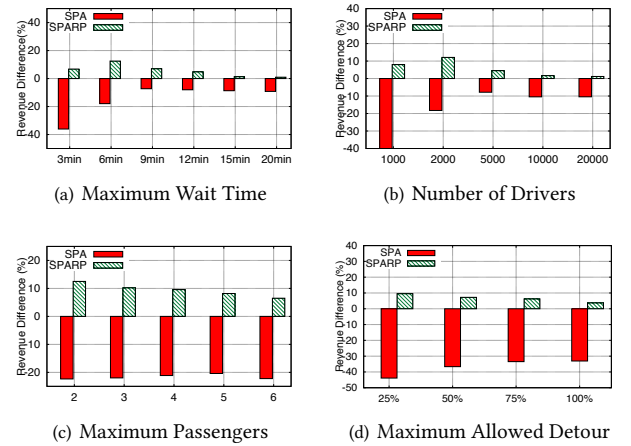 Revenue Difference(%)
40
20
0
-20
-40
SPA
SPARP
3min 6min 9min 12min 15min 20min
(a) Maximum Wait Time
Revenue Difference (%)
40
30
20
10
0
-10
-20
-30
-40
SPA
SPARP
1000 2000 5000 10000 20000
(b) Number of Drivers
Revenue Difference (%)
20
10
0
-10
-20
SPA
SPARP
2 3 4 5 6
(c) Maximum Passengers
Revenue Difference (%)
40
30
20
10
0
-10
-20
-30
-40
-50
SPA
SPARP
25% 50% 75% 100%
(d) Maximum Allowed Detour